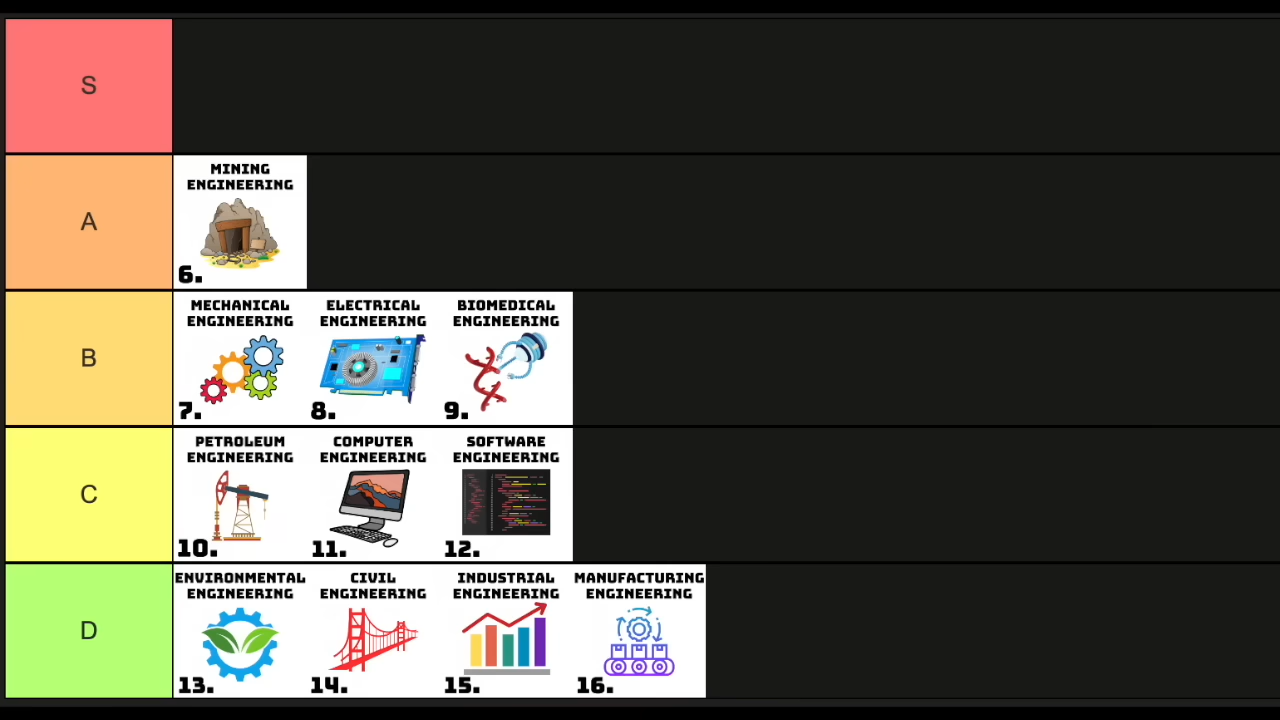 S
A
MINING
ENGINEERING
6.
B
MECHANICAL
ENGINEERING
7.
ELECTRICAL
ENGINEERING
8.
BIOMEDICAL
ENGINEERING
9.
C
PETROLEUM
ENGINEERING
10.
COMPUTER
ENGINEERING
11.
SOFTWARE
ENGINEERING
12.
D
ENVIRONMENTAL
ENGINEERING
13.
CIVIL
ENGINEERING
14.
INDUSTRIAL
ENGINEERING
15.
MANUFACTURING
ENGINEERING
16.